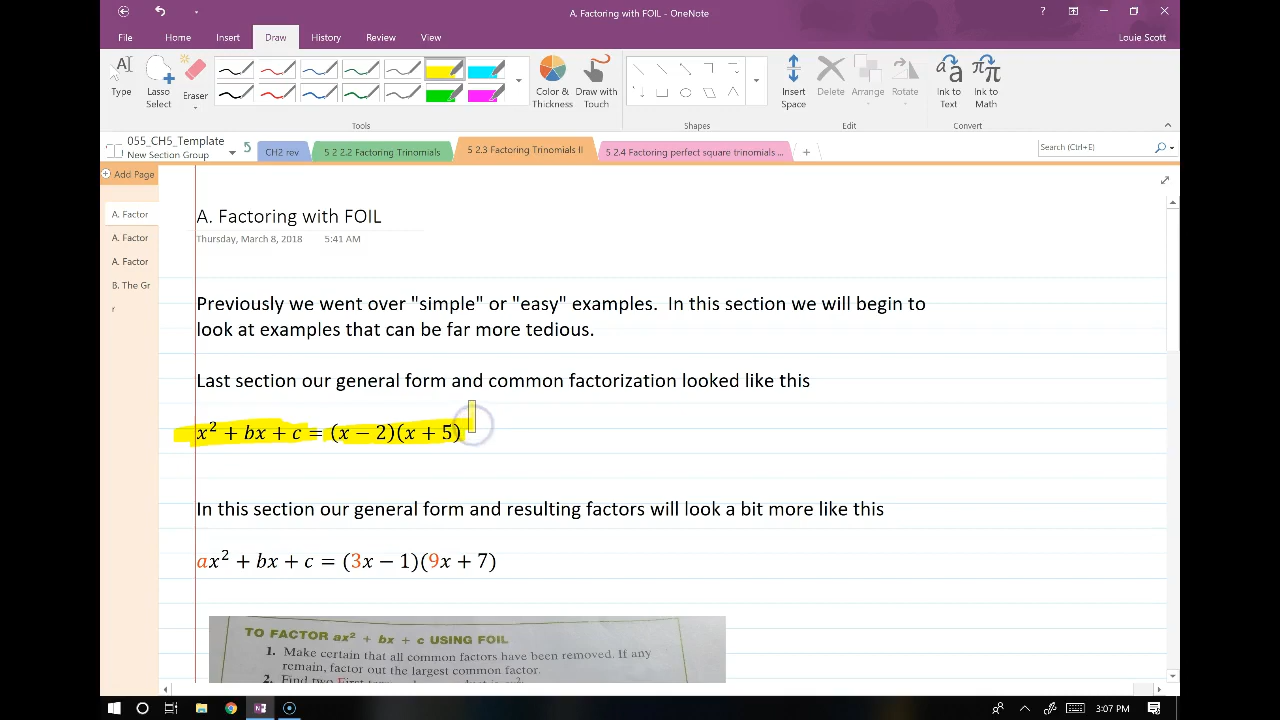 A. Factoring with FOIL - OneNote
File Home Insert Draw History Review View Louie Scott
Type Lasso Select Eraser Color & Thickness Draw with Touch Insert Space Delete Arrange Rotate Ink to Text Ink to Math
Tools Shapes Edit Convert
055_CH5_Template
New Section Group
CH2 rev 5 2 2.2 Factoring Trinomials 5 2.3 Factoring Trinomials II 5 2.4 Factoring perfect square trinomials ... Search (Ctrl+E)
Add Page
A. Factor
A. Factor
A. Factor
B. The Gr
r
A. Factoring with FOIL
Thursday, March 8, 2018 5:41 AM
Previously we went over "simple" or "easy" examples. In this section we will begin to
look at examples that can be far more tedious.
Last section our general form and common factorization looked like this
x² + bx + c = (x − 2)(x + 5)
In this section our general form and resulting factors will look a bit more like this
ax² + bx + c = (3x − 1)(9x + 7)
TO FACTOR ax² + bx + c USING FOIL
1. Make certain that all common factors have been removed. If any
remain, factor out the largest common factor.
2. Find two First
3:07 PM